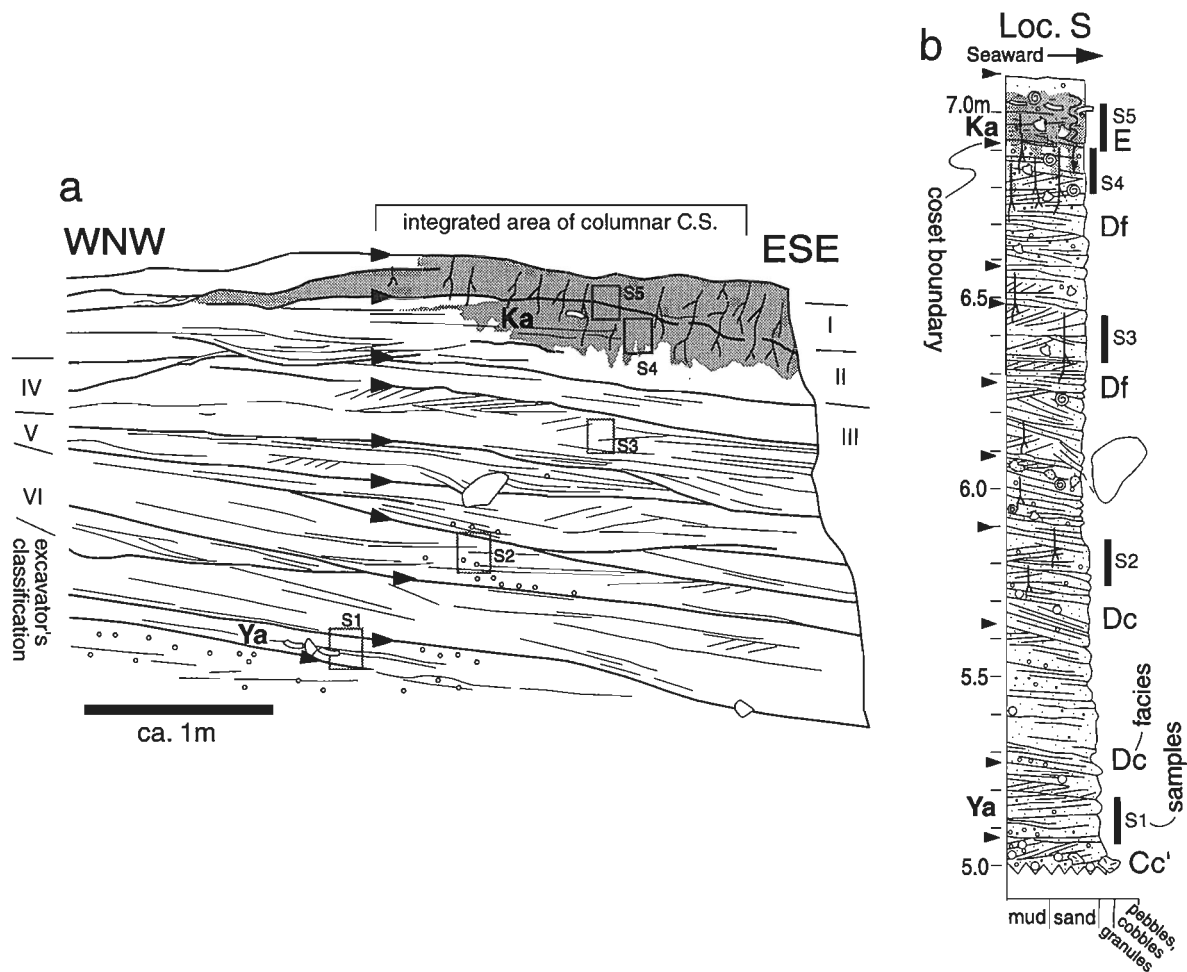 a
WNW
integrated area of columnar C.S.
ESE
S5
Ka
S4
I
II
III
IV
V
VI
S3
S2
S1
Ya
excavator's
classification
ca. 1m
b
Loc. S
Seaward
7.0m
Ka
S5
E
S4
Df
coset boundary
6.5
S3
Df
6.0
S2
Dc
5.5
facies
Dc
samples
Ya
S1
5.0
Cc'
mud
sand
granules
pebbles,
cobbles